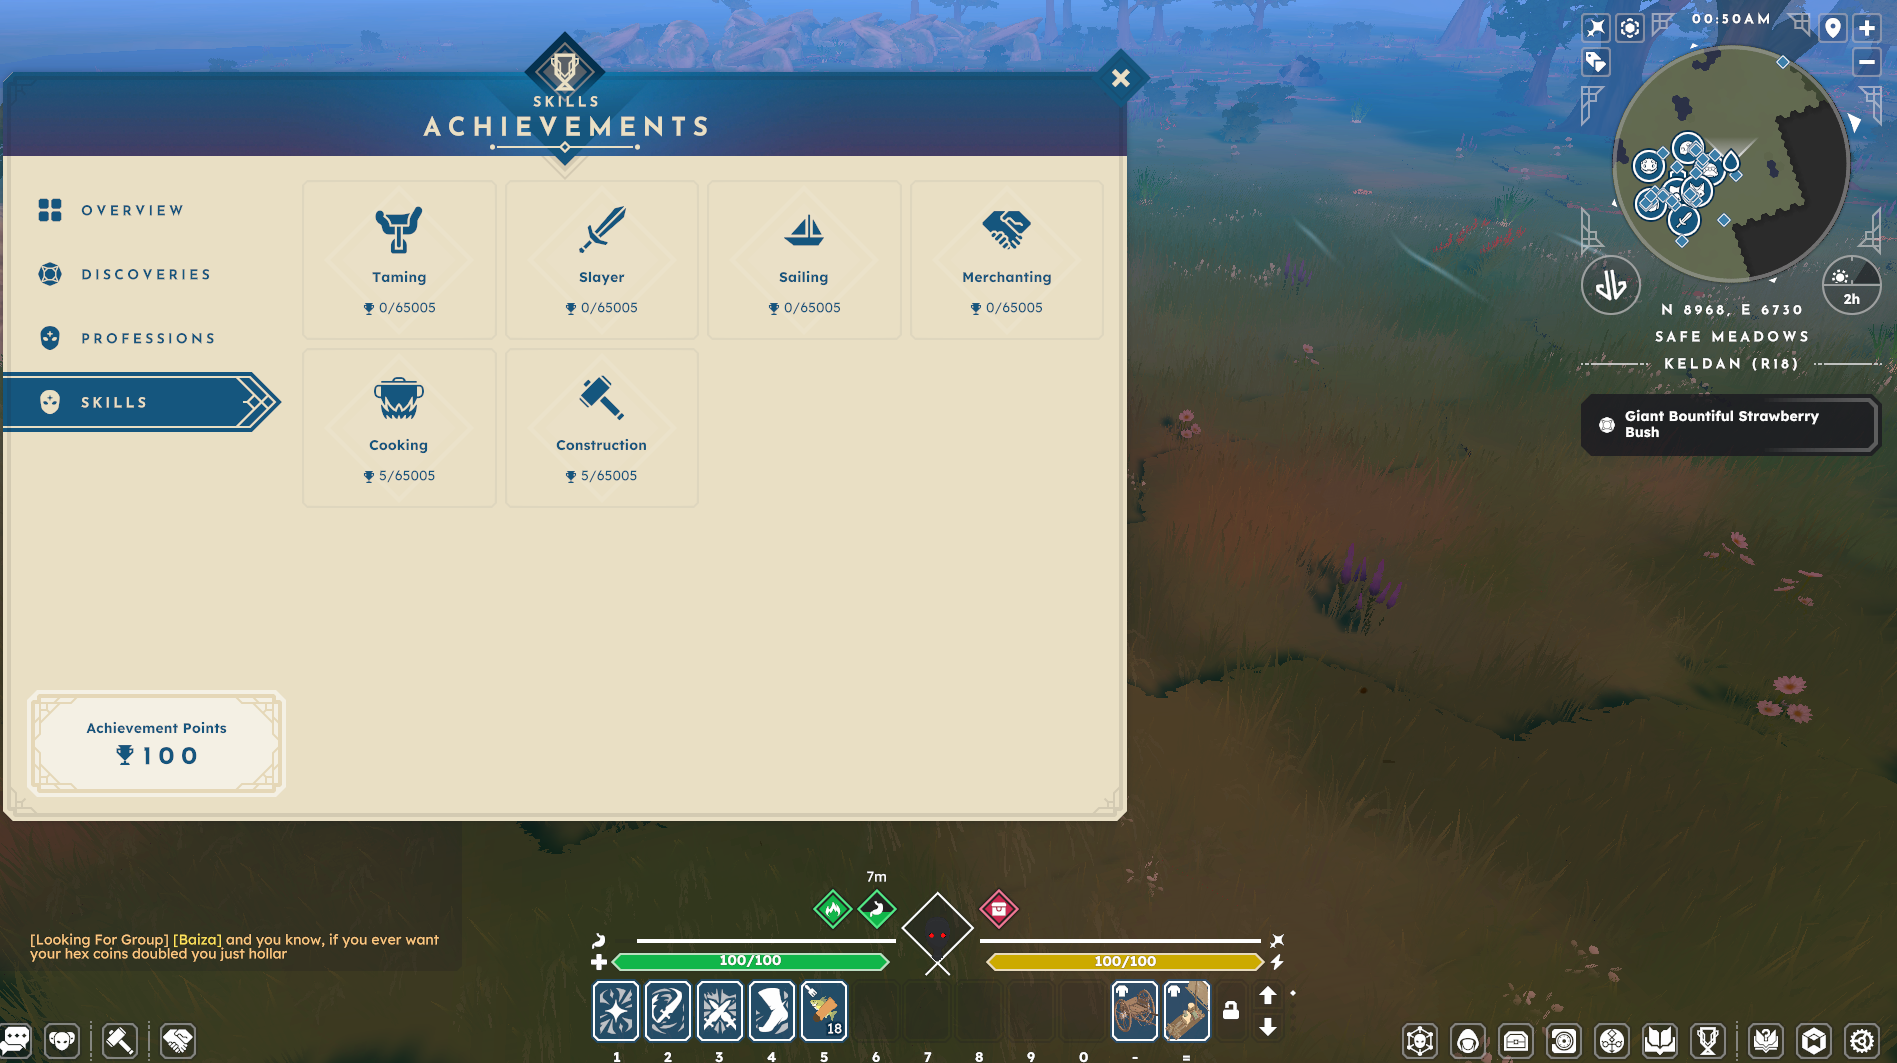 00:50AM
SKILLS
ACHIEVEMENTS
OVERVIEW
DISCOVERIES
PROFESSIONS
SKILLS
Taming
0/65005
Slayer
0/65005
Sailing
0/65005
Merchanting
0/65005
Cooking
5/65005
Construction
5/65005
Achievement Points
100
2h
N 8968, E 6730
SAFE MEADOWS
KELDAN (R18)
Giant Bountiful Strawberry
Bush
[Looking For Group] [Baiza] and you know, if you ever want
your hex coins doubled you just hollar
7m
100/100
100/100
18
1 2 3 4 5 6 7 8 9 0 - =